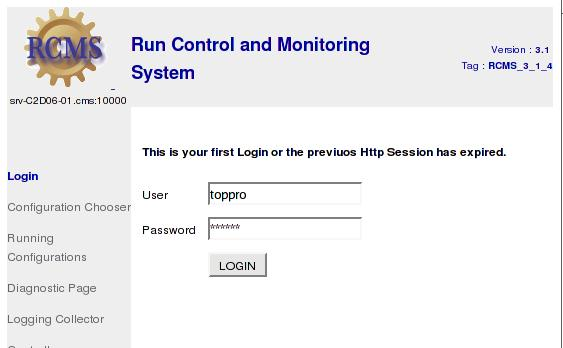 RCMS
Run Control and Monitoring
System
Version : 3.1
Tag : RCMS_3_1_4
srv-C2D06-01.cms:10000
This is your first Login or the previuos Http Session has expired.
Login
User toppro
Configuration Chooser
Password ******
Running
Configurations
LOGIN
Diagnostic Page
Logging Collector